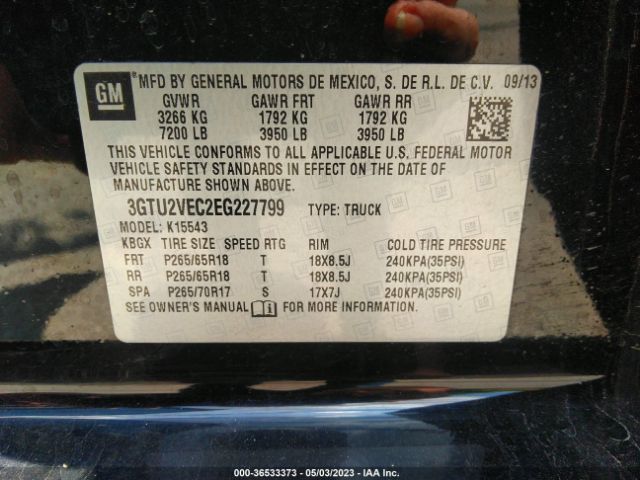 GM
® MFD BY GENERAL MOTORS DE MEXICO, S. DE R.L. DE C.V. 09/13
GVWR GAWR FRT GAWR RR
3266 KG 1792 KG 1792 KG
7200 LB 3950 LB 3950 LB
THIS VEHICLE CONFORMS TO ALL APPLICABLE U.S. FEDERAL MOTOR
VEHICLE SAFETY STANDARDS IN EFFECT ON THE DATE OF
MANUFACTURE SHOWN ABOVE.
3GTU2VEC2EG227799 TYPE: TRUCK
MODEL: K15543
KBGX TIRE SIZE SPEED RTG RIM COLD TIRE PRESSURE
FRT P265/65R18 T 18X8.5J 240KPA(35PSI)
RR P265/65R18 T 18X8.5J 240KPA(35PSI)
SPA P265/70R17 S 17X7J 240KPA(35PSI)
SEE OWNER'S MANUAL FOR MORE INFORMATION.
000-36533373 - 05/03/2023 - IAA Inc.